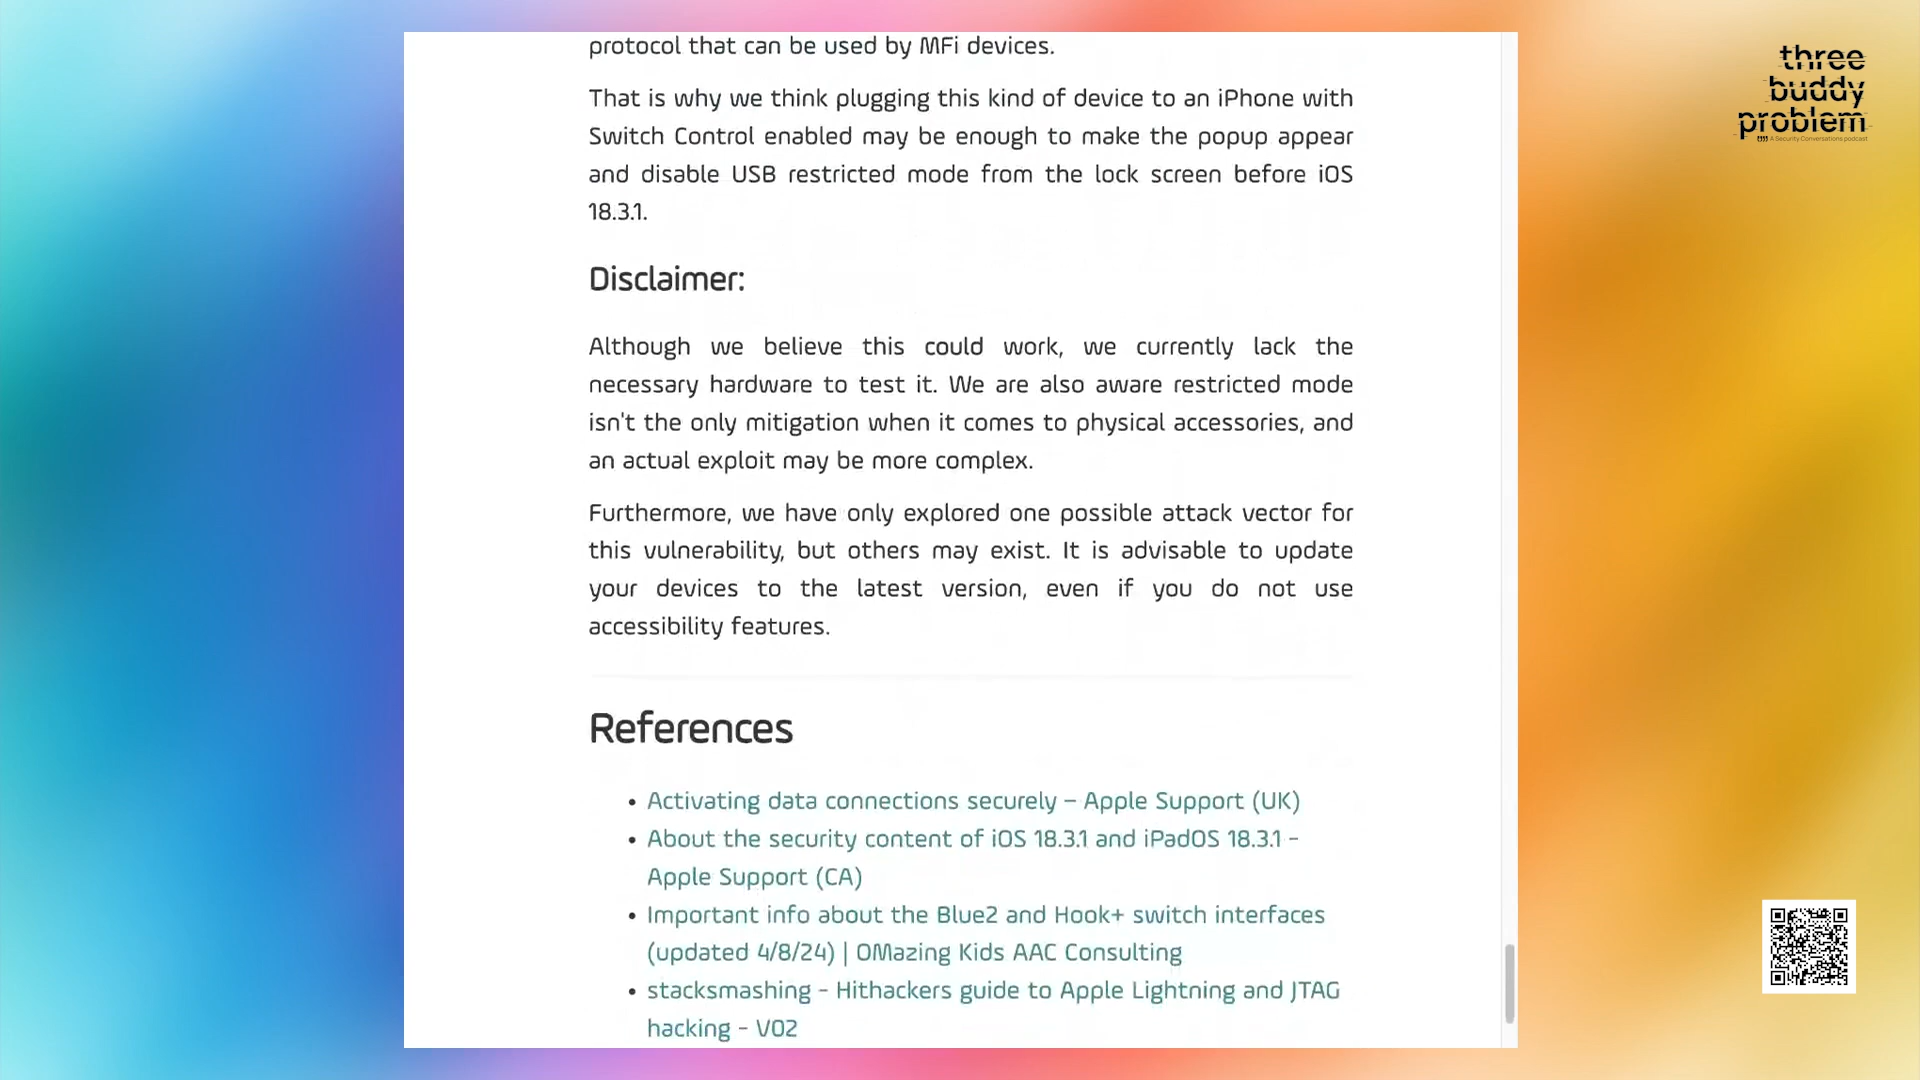 protocol that can be used by MFi devices.
That is why we think plugging this kind of device to an iPhone with
Switch Control enabled may be enough to make the popup appear
and disable USB restricted mode from the lock screen before iOS
18.3.1.
Disclaimer:
Although we believe this could work, we currently lack the
necessary hardware to test it. We are also aware restricted mode
isn't the only mitigation when it comes to physical accessories, and
an actual exploit may be more complex.
Furthermore, we have only explored one possible attack vector for
this vulnerability, but others may exist. It is advisable to update
your devices to the latest version, even if you do not use
accessibility features.
References
• Activating data connections securely – Apple Support (UK)
• About the security content of iOS 18.3.1 and iPadOS 18.3.1 -
Apple Support (CA)
• Important info about the Blue2 and Hook+ switch interfaces
(updated 4/8/24) | OMazing Kids AAC Consulting
• stacksmashing - Hithackers guide to Apple Lightning and JTAG
hacking - V02
three
buddy
problem
A Security Conversations podcast